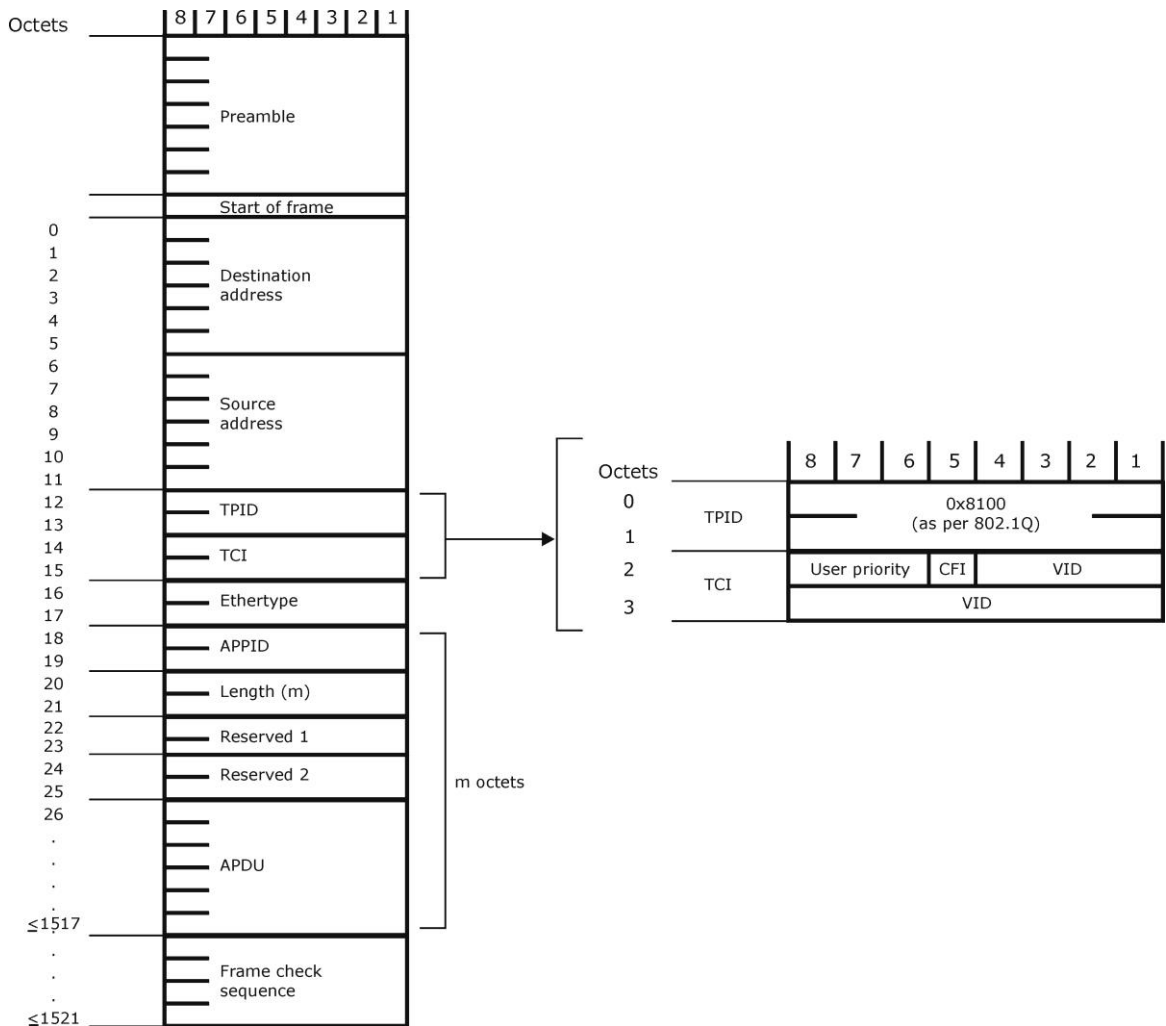 Octets
8 7 6 5 4 3 2 1
Preamble
Start of frame
0
1
2
3
4
5
Destination
address
6
7
8
9
10
11
Source
address
12
13
TPID
14
15
TCI
16
17
Ethertype
18
19
APPID
20
21
Length (m)
22
23
Reserved 1
24
25
Reserved 2
26
.
.
.
.
≤1517
APDU
m octets
.
.
.
.
≤1521
Frame check
sequence
Octets
8 7 6 5 4 3 2 1
0
1
TPID
0x8100
(as per 802.1Q)
2
3
TCI
User priority CFI VID
VID